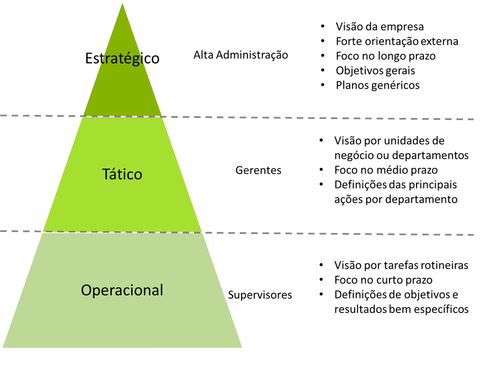 Estratégico
Alta Administração
• Visão da empresa
• Forte orientação externa
• Foco no longo prazo
• Objetivos gerais
• Planos genéricos
Tático
Gerentes
• Visão por unidades de
negócio ou departamentos
• Foco no médio prazo
• Definições das principais
ações por departamento
Operacional
Supervisores
• Visão por tarefas rotineiras
• Foco no curto prazo
• Definições de objetivos e
resultados bem específicos